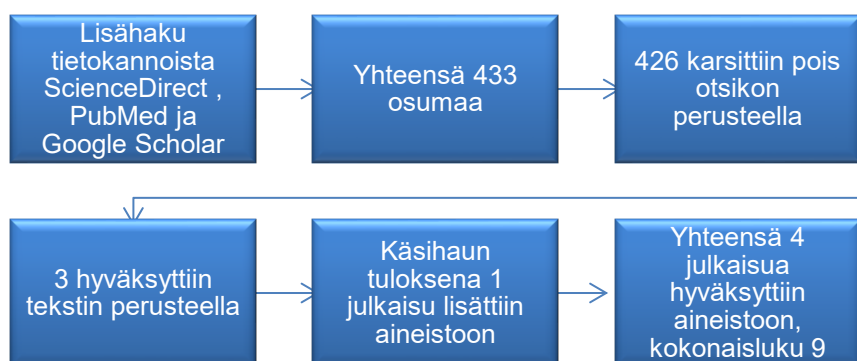 Lisähaku
tietokannoista
ScienceDirect ,
PubMed ja
Google Scholar
Yhteensä 433
osumaa
426 karsittiin pois
otsikon
perusteella
3 hyväksyttiin
tekstin perusteella
Käsihaun
tuloksena 1
julkaisu lisättiin
aineistoon
Yhteensä 4
julkaisua
hyväksyttiin
aineistoon,
kokonaisluku 9